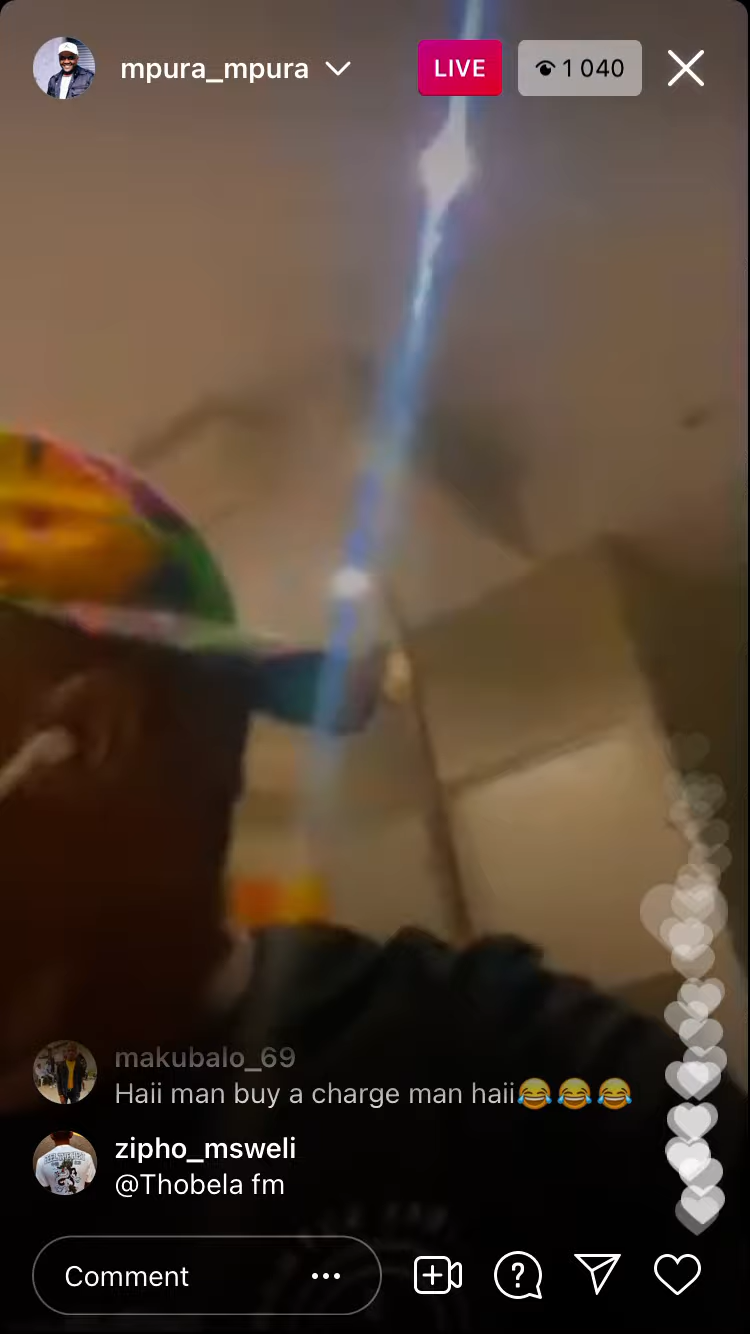 mpura_mpura
LIVE
1 040
makubalo_69
Haii man buy a charge man haii😂😂😂
zipho_msweli
@Thobela fm
Comment